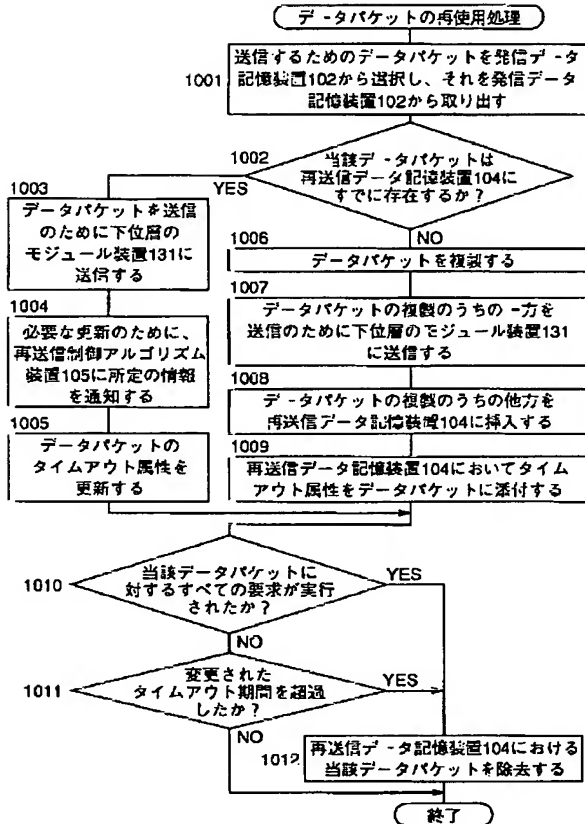 データパケットの再使用処理
1001
送信するためのデータパケットを発信データ
記憶装置102から選択し、それを発信データ
記憶装置102から取り出す
1002
当該データパケットは
再送信データ記憶装置104に
すでに存在するか？
YES
NO
1003
データパケットを送信
のために下位層の
モジュール装置131に
送信する
1004
必要な更新のために、
再送信制御アルゴリズム
装置105に所定の情報
を通知する
1005
データパケットの
タイムアウト属性を
更新する
1006
データパケットを複製する
1007
データパケットの複製のうちの一方を
送信のために下位層のモジュール装置131
に送信する
1008
データパケットの複製のうちの他方を
再送信データ記憶装置104に挿入する
1009
再送信データ記憶装置104においてタイム
アウト属性をデータパケットに添付する
1010
当該データパケットに
対するすべての要求が実行
されたか？
YES
NO
1011
変更された
タイムアウト期間を超過
したか？
YES
NO
1012
再送信データ記憶装置104における
当該データパケットを除去する
終了